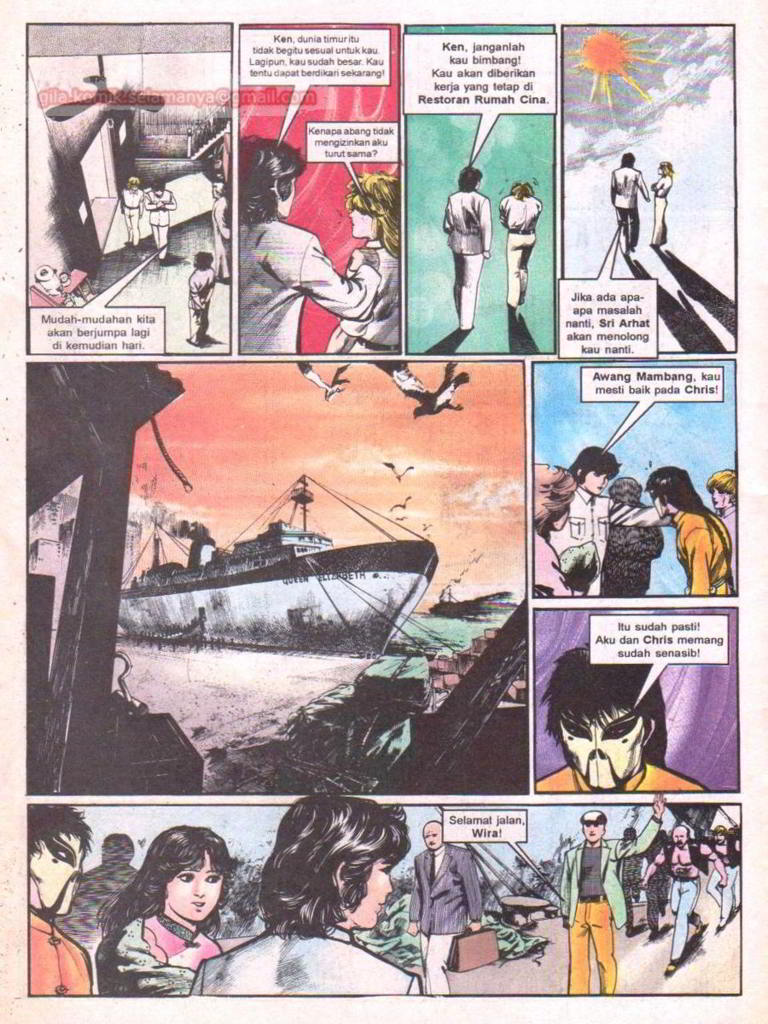 gila.komik.selamanya@gmail.com
Mudah-mudahan kita
akan berjumpa lagi
di kemudian hari.
Ken, dunia timur itu
tidak begitu sesuai untuk kau.
Lagipun, kau sudah besar. Kau
tentu dapat berdikari sekarang!
Kenapa abang tidak
mengizinkan aku
turut sama?
Ken, janganlah
kau bimbang!
Kau akan diberikan
kerja yang tetap di
Restoran Rumah Cina.
Jika ada apa-
apa masalah
nanti, Sri Arhat
akan menolong
kau nanti.
QUEEN ELIZABETH
Awang Mambang, kau
mesti baik pada Chris!
Itu sudah pasti!
Aku dan Chris memang
sudah senasib!
Selamat jalan,
Wira!